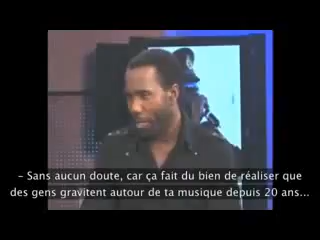 - Sans aucun doute, car ça fait du bien de réaliser que
des gens gravitent autour de ta musique depuis 20 ans...